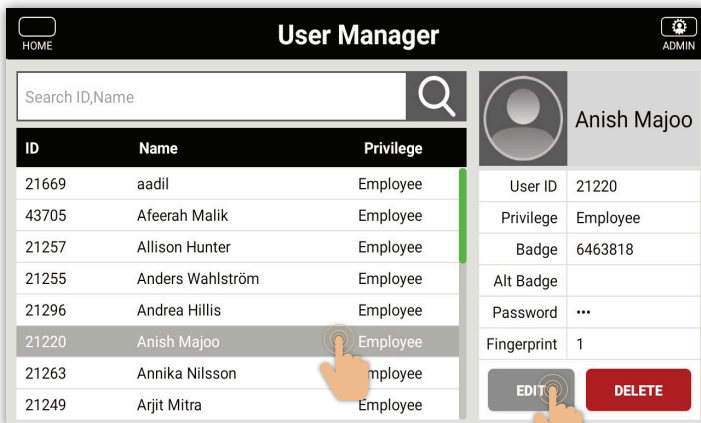 HOME
User Manager
ADMIN
Search ID,Name
ID Name Privilege
21669 aadil Employee
43705 Afeerah Malik Employee
21257 Allison Hunter Employee
21255 Anders Wahlström Employee
21296 Andrea Hillis Employee
21220 Anish Majoo Employee
21263 Annika Nilsson Employee
21249 Arjit Mitra Employee
Anish Majoo
User ID 21220
Privilege Employee
Badge 6463818
Alt Badge
Password •••
Fingerprint 1
EDIT
DELETE